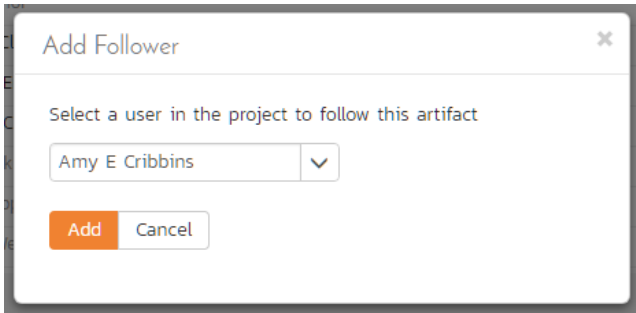 Add Follower
×
Select a user in the project to follow this artifact
Amy E Cribbins
Add Cancel